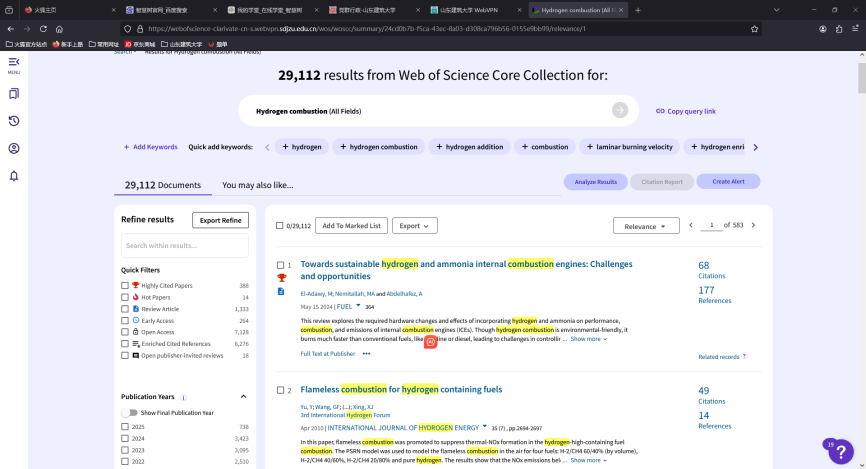 火狐主页
智慧树官网_百度搜索
我的学堂_在线学堂_智慧树
党群行政-山东建筑大学
山东建筑大学 WebVPN
Hydrogen combustion (All
https://webofscience-clarivate-cn-s.webvpn.sdjzu.edu.cn/wos/woscc/summary/24cd0b7b-f5ca-43ec-8a03-d308ca796b56-0155e9bb99/relevance/1
火狐官方站点 新手上路 常用网址 京东商城 山东建筑大学
MENU
Search Results for Hydrogen combustion (All Fields)
29,112 results from Web of Science Core Collection for:
Hydrogen combustion (All Fields)
Copy query link
+ Add Keywords Quick add keywords: < + hydrogen + hydrogen combustion + hydrogen addition + combustion + laminar burning velocity + hydrogen enri >
29,112 Documents You may also like...
Analyze Results Citation Report Create Alert
Refine results Export Refine
0/29,112 Add To Marked List Export Relevance < 1 of 583 >
Search within results...
Quick Filters
Highly Cited Papers 388
Hot Papers 14
Review Article 1,333
Early Access 264
Open Access 7,128
Enriched Cited References 6,276
Open publisher-invited reviews 18
Publication Years
Show Final Publication Year
2025 738
2024 3,423
2023 3,095
2022 2,510
1 Towards sustainable hydrogen and ammonia internal combustion engines: Challenges
and opportunities
El-Adawy, M; Nemitallah, MA and Abdelhafez, A
May 15 2024 | FUEL 364
This review explores the required hardware changes and effects of incorporating hydrogen and ammonia on performance,
combustion, and emissions of internal combustion engines (ICEs). Though hydrogen combustion is environmental-friendly, it
burns much faster than conventional fuels, like line or diesel, leading to challenges in controllir ... Show more
Full Text at Publisher •••
68
Citations
177
References
Related records ?
2 Flameless combustion for hydrogen containing fuels
Yu, Y; Wang, GF; (...); Xing, XJ
3rd International Hydrogen Forum
Apr 2010 | INTERNATIONAL JOURNAL OF HYDROGEN ENERGY 35 (7) , pp.2694-2697
In this paper, flameless combustion was promoted to suppress thermal-NOx formation in the hydrogen-high-containing fuel
combustion. The PSRN model was used to model the flameless combustion in the air for four fuels: H-2/CH4 60/40% (by volume),
H-2/CH4 40/60%, H-2/CH4 20/80% and pure hydrogen. The results show that the NOx emissions bel ... Show more
49
Citations
14
References
19
?